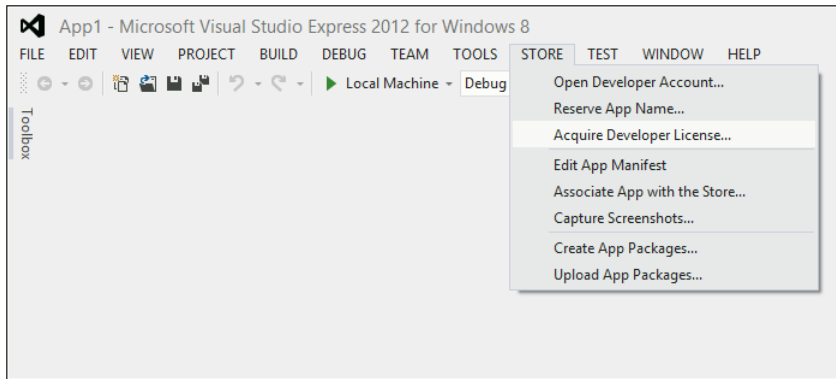 App1 - Microsoft Visual Studio Express 2012 for Windows 8
FILE EDIT VIEW PROJECT BUILD DEBUG TEAM TOOLS STORE TEST WINDOW HELP
Local Machine Debug
Toolbox
Open Developer Account...
Reserve App Name...
Acquire Developer License...
Edit App Manifest
Associate App with the Store...
Capture Screenshots...
Create App Packages...
Upload App Packages...